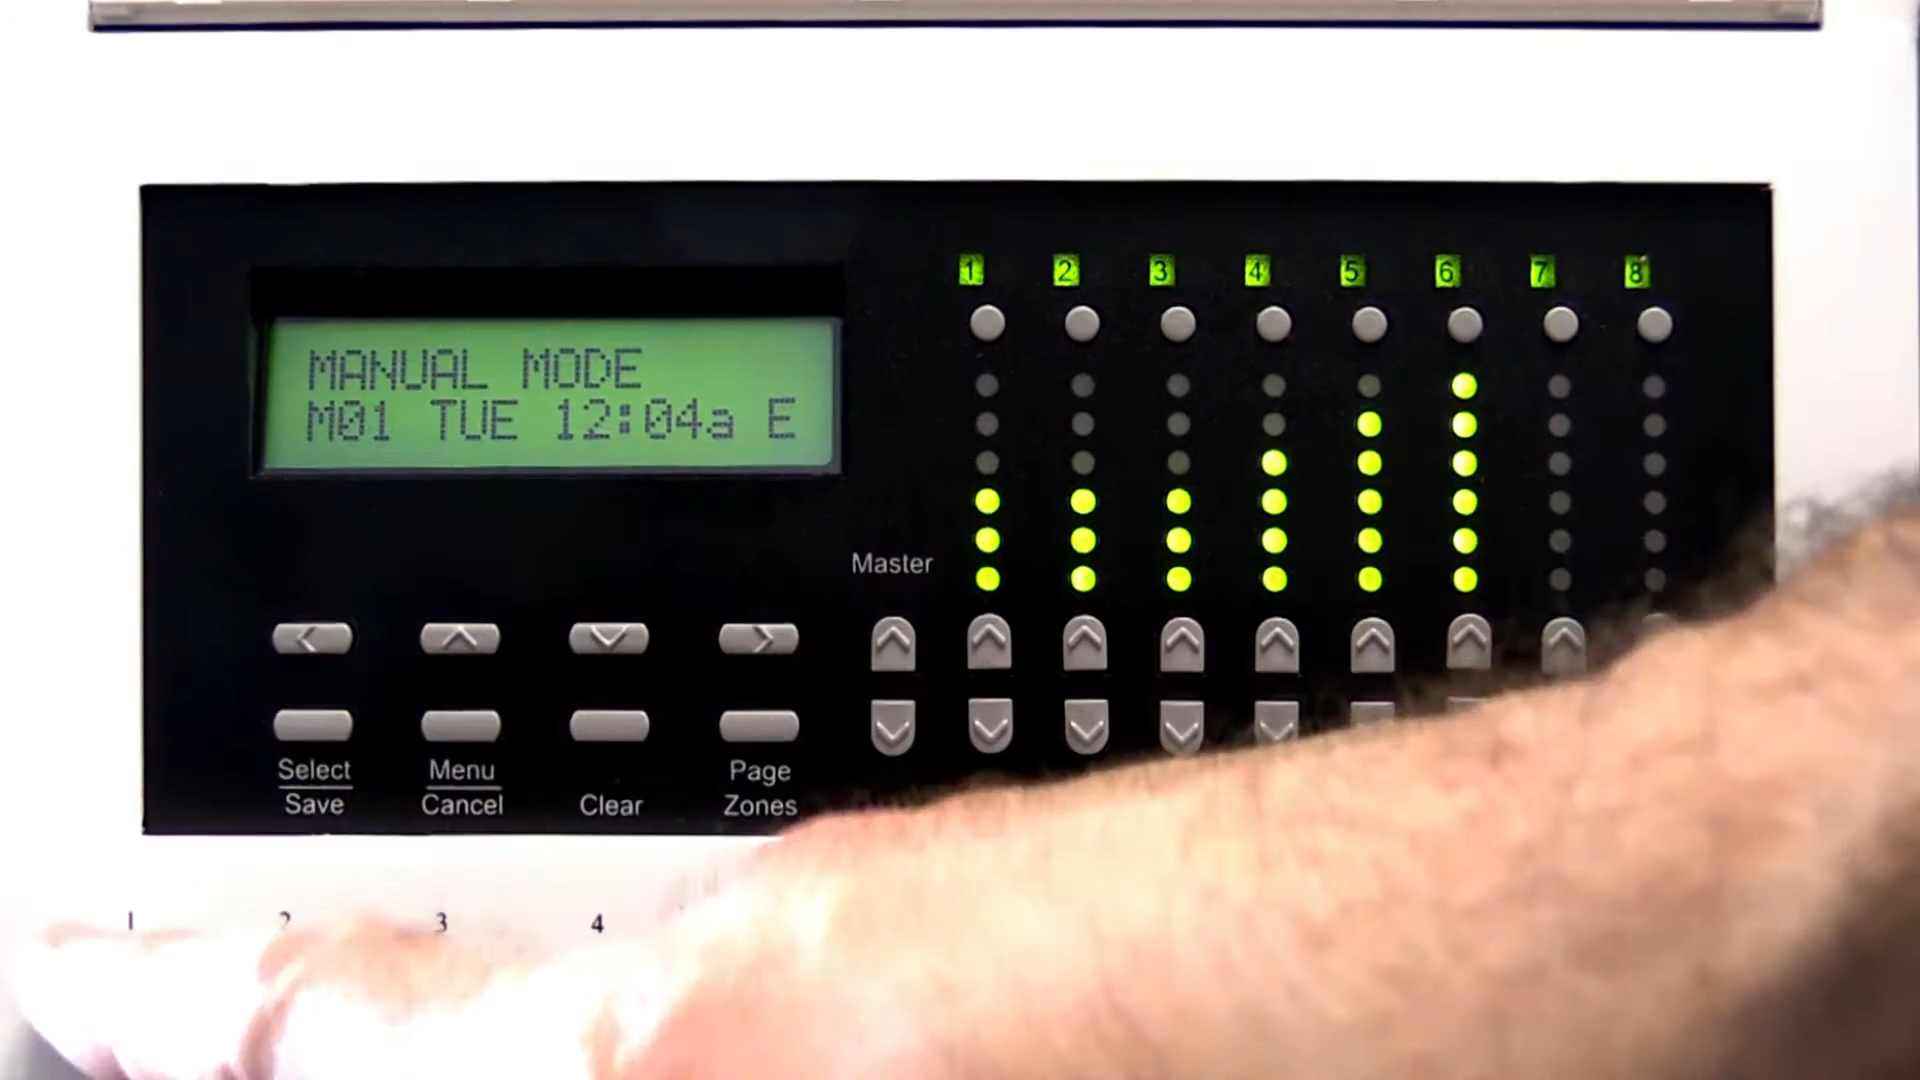 MANUAL MODE
M01 TUE 12:04a E
1 2 3 4 5 6 7 8
Master
Select
Save
Menu
Cancel
Clear
Page
Zones
1 2 3 4